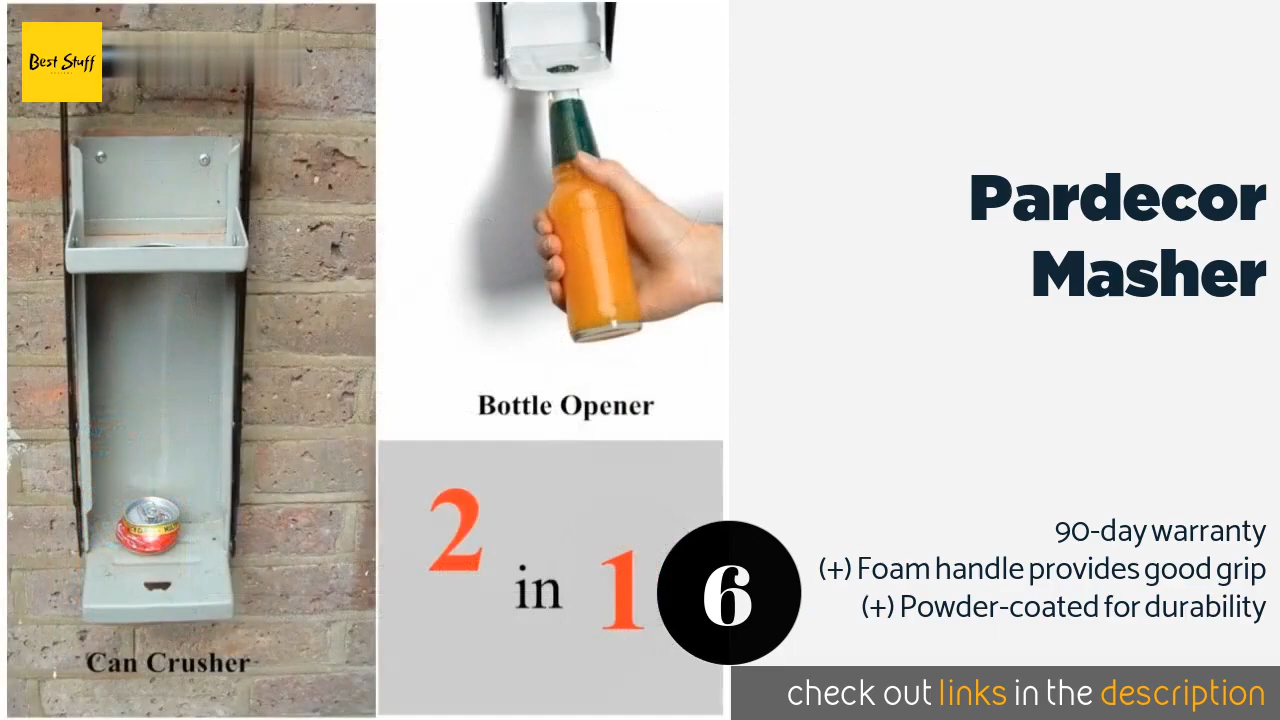 Best Stuff
Pardecor
Masher
Bottle Opener
2
in
1
6
Can Crusher
90-day warranty
(+) Foam handle provides good grip
(+) Powder-coated for durability
check out links in the description